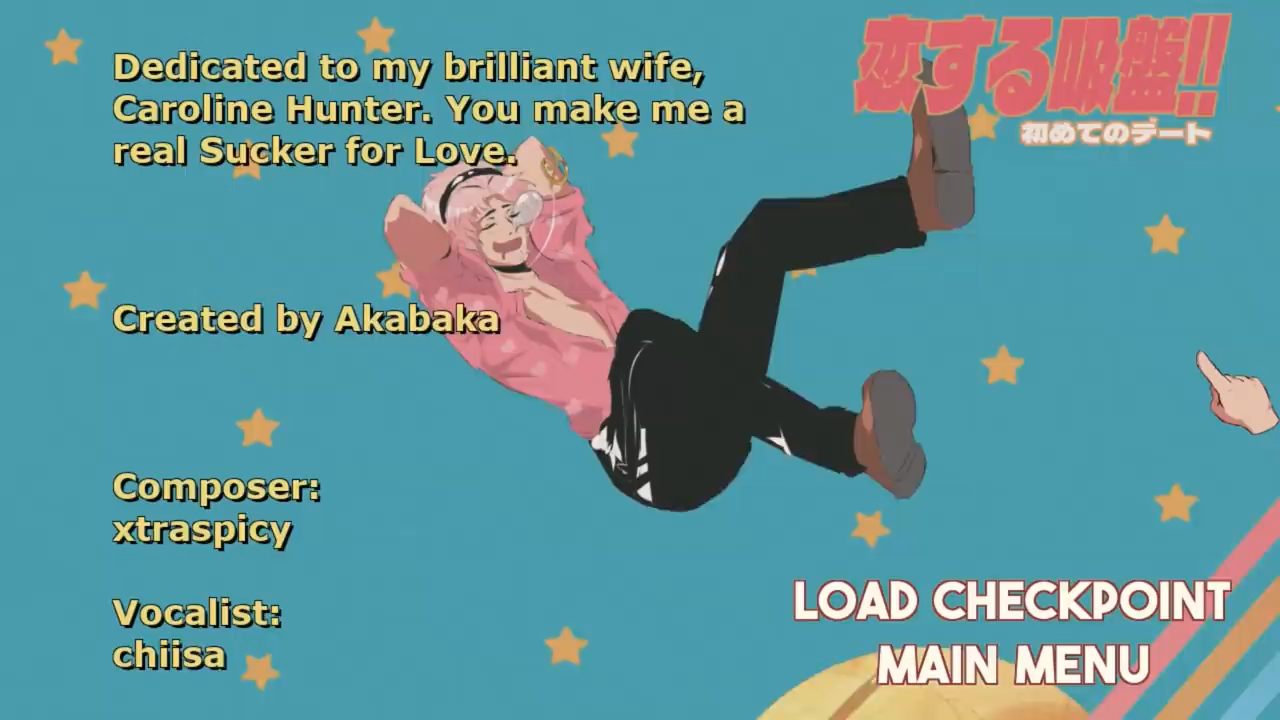 Dedicated to my brilliant wife,
Caroline Hunter. You make me a
real Sucker for Love.
恋する吸盤!!
初めてのデート
Created by Akabaka
Composer:
xtraspicy
Vocalist:
chiisa
LOAD CHECKPOINT
MAIN MENU